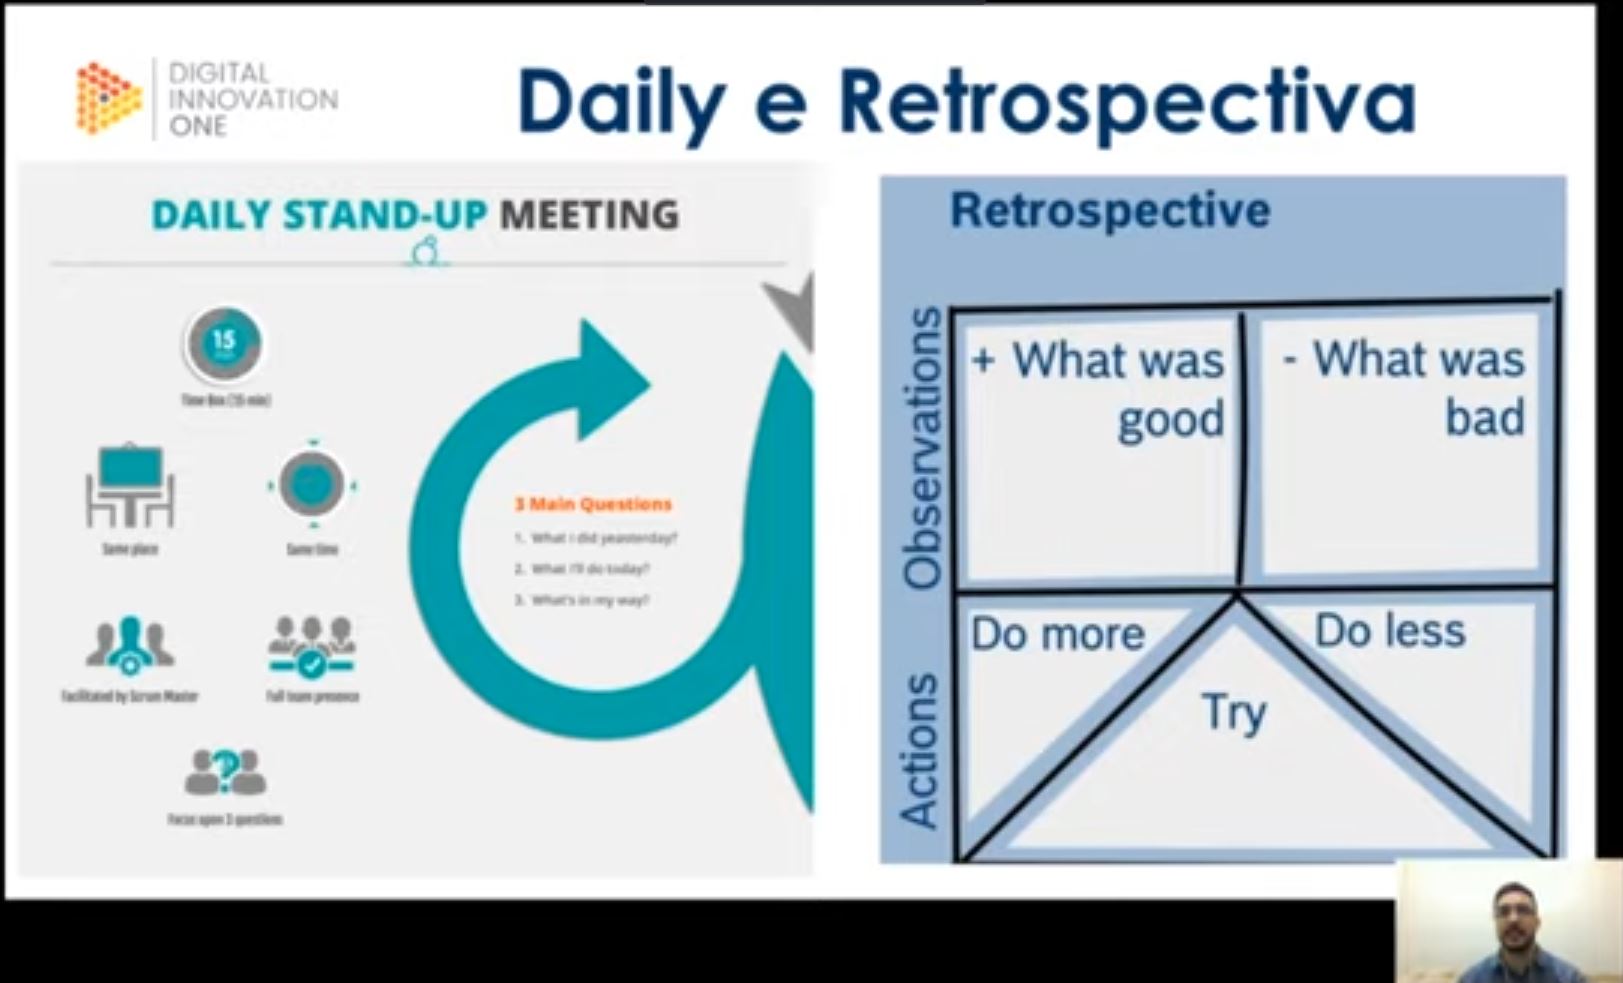 DIGITAL
INNOVATION
ONE
Daily e Retrospectiva
DAILY STAND-UP MEETING
15
Time Box (15 min)
Same place
Same time
Facilitated by Scrum Master
Full team presence
Focus upon 3 questions
3 Main Questions
1. What I did yeasterday?
2. What I'll do today?
3. What's in my way?
Retrospective
Observations
+ What was
good
- What was
bad
Actions
Do more
Do less
Try